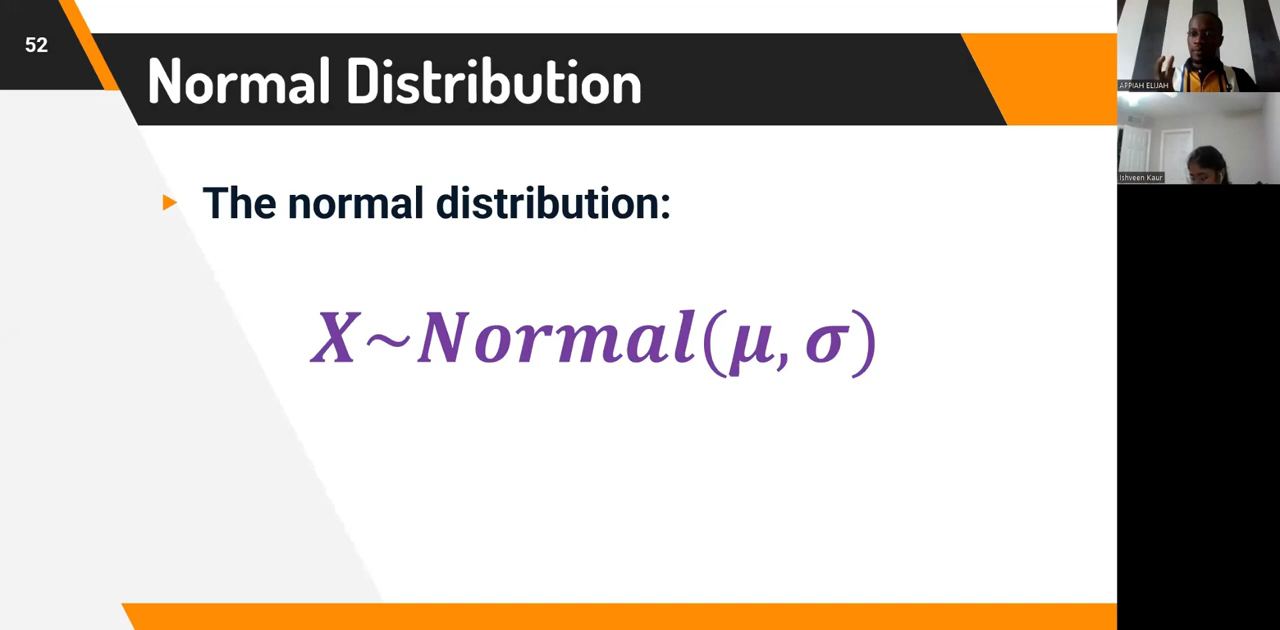 52
Normal Distribution
The normal distribution:
X~Normal(μ, σ)
APPIAH ELIJAH
Ishveen Kaur